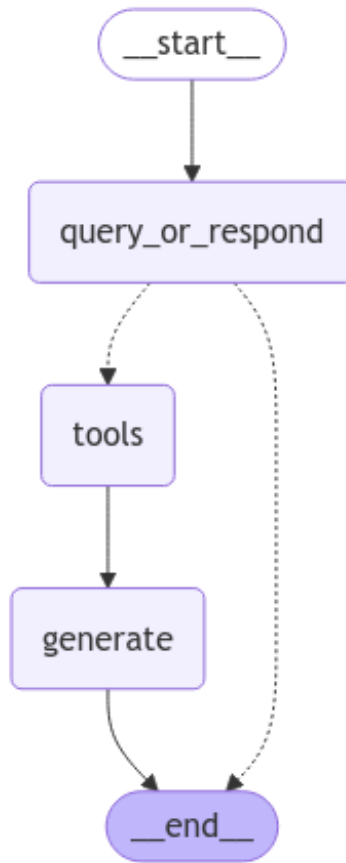 __start__
query_or_respond
tools
generate
__end__